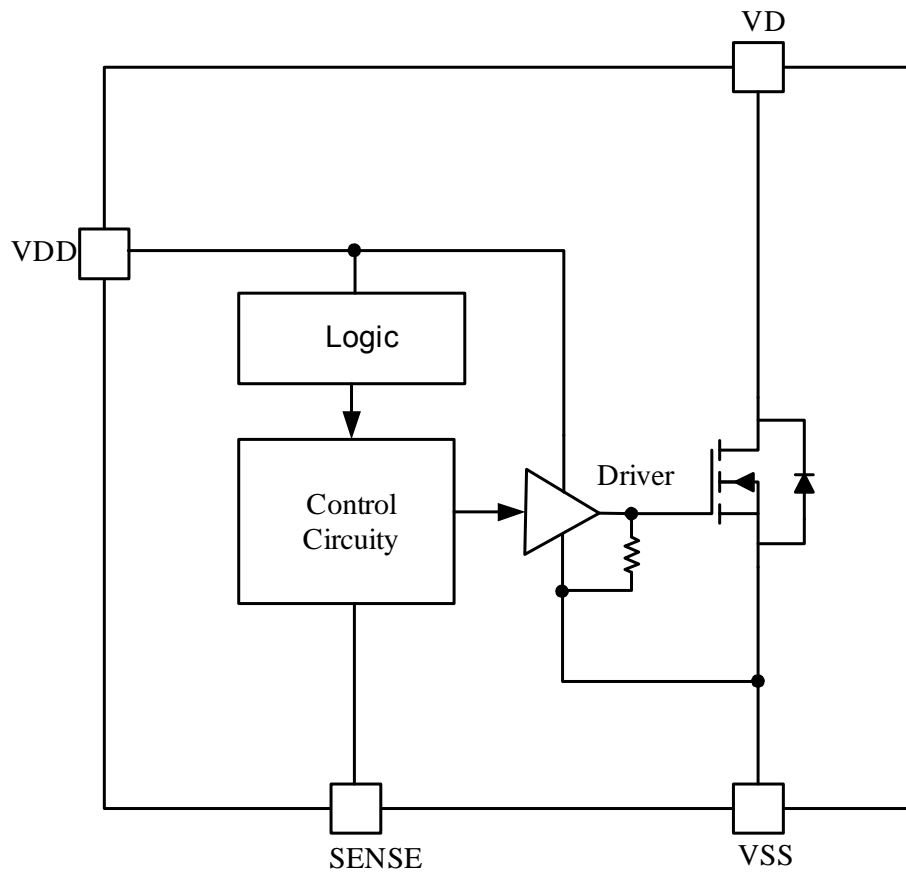 VD
VDD
Logic
Control
Circuity
Driver
SENSE
VSS